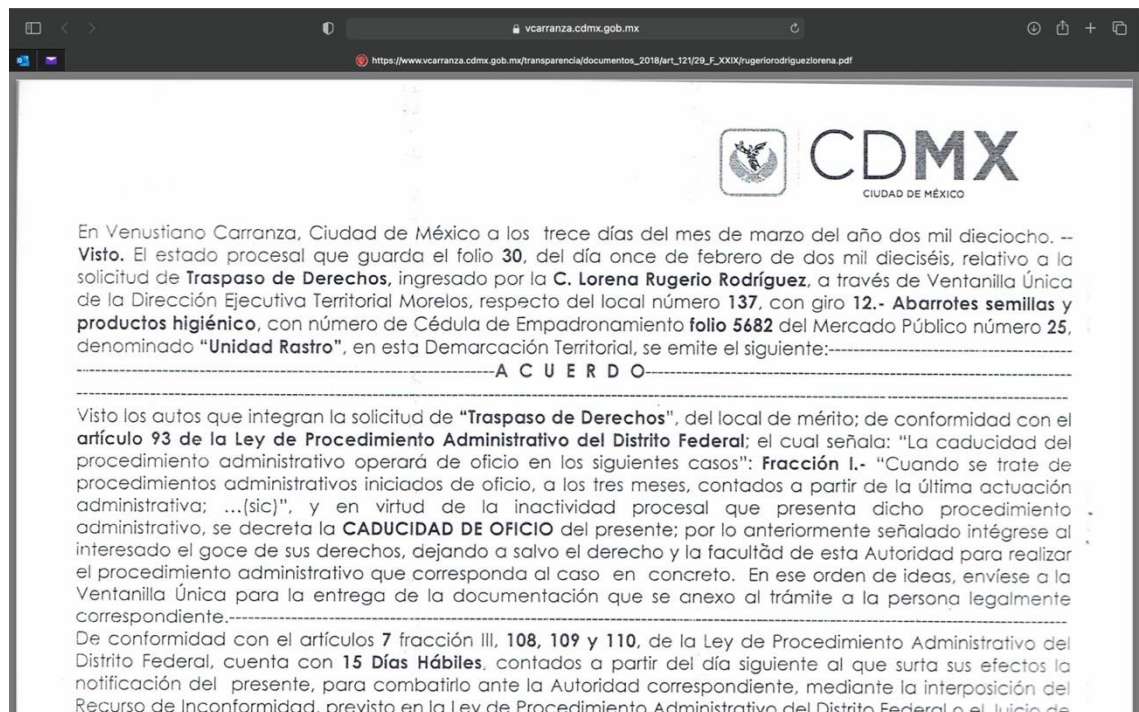 vcarranza.cdmx.gob.mx
https://www.vcarranza.cdmx.gob.mx/transparencia/documentos_2018/art_121/29_F_XXIX/rugeriorodriguezlorena.pdf
CDMX
CIUDAD DE MÉXICO
En Venustiano Carranza, Ciudad de México a los trece días del mes de marzo del año dos mil dieciocho. --
Visto. El estado procesal que guarda el folio 30, del día once de febrero de dos mil dieciséis, relativo a la
solicitud de Traspaso de Derechos, ingresado por la C. Lorena Rugerio Rodríguez, a través de Ventanilla Única
de la Dirección Ejecutiva Territorial Morelos, respecto del local número 137, con giro 12.- Abarrotes semillas y
productos higiénico, con número de Cédula de Empadronamiento folio 5682 del Mercado Público número 25,
denominado "Unidad Rastro", en esta Demarcación Territorial, se emite el siguiente:------------------------------------
----------------------------------------------------------------A C U E R D O----------------------------------------------------------------
Visto los autos que integran la solicitud de "Traspaso de Derechos", del local de mérito; de conformidad con el
artículo 93 de la Ley de Procedimiento Administrativo del Distrito Federal; el cual señala: "La caducidad del
procedimiento administrativo operará de oficio en los siguientes casos": Fracción I.- "Cuando se trate de
procedimientos administrativos iniciados de oficio, a los tres meses, contados a partir de la última actuación
administrativa; ...(sic)", y en virtud de la inactividad procesal que presenta dicho procedimiento
administrativo, se decreta la CADUCIDAD DE OFICIO del presente; por lo anteriormente señalado intégrese al
interesado el goce de sus derechos, dejando a salvo el derecho y la facultad de esta Autoridad para realizar
el procedimiento administrativo que corresponda al caso en concreto. En ese orden de ideas, envíese a la
Ventanilla Única para la entrega de la documentación que se anexo al trámite a la persona legalmente
correspondiente.--------------------------------------------------------------------------------------------------------------------------------
De conformidad con el artículos 7 fracción III, 108, 109 y 110, de la Ley de Procedimiento Administrativo del
Distrito Federal, cuenta con 15 Días Hábiles, contados a partir del día siguiente al que surta sus efectos la
notificación del presente, para combatirlo ante la Autoridad correspondiente, mediante la interposición del
Recurso de Inconformidad, previsto en la Ley de Procedimiento Administrativo del Distrito Federal o el Juicio de